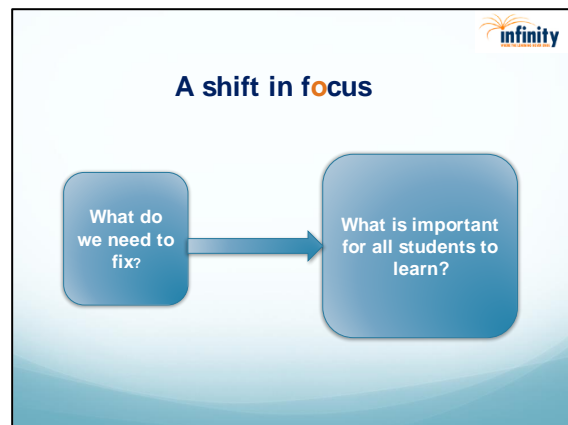 infinity
A shift in focus
What do
we need to
fix?
What is important
for all students to
learn?